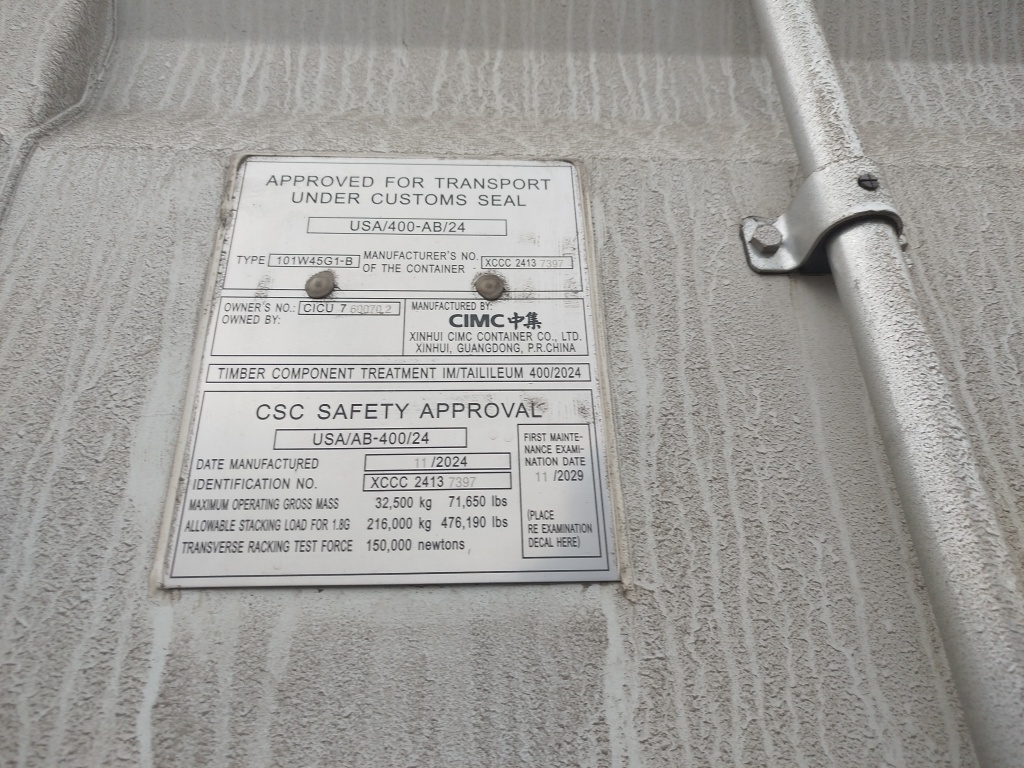 APPROVED FOR TRANSPORT
UNDER CUSTOMS SEAL
USA/400-AB/24
TYPE 101W45G1-B MANUFACTURER'S NO. OF THE CONTAINER XCCC 2413 7397
OWNER'S NO.: CICU 7 600702
OWNED BY:
MANUFACTURED BY:
CIMC中集
XINHUI CIMC CONTAINER CO., LTD.
XINHUI, GUANGDONG, P.R.CHINA
TIMBER COMPONENT TREATMENT IM/TAILILEUM 400/2024
CSC SAFETY APPROVAL
USA/AB-400/24
DATE MANUFACTURED 11/2024
IDENTIFICATION NO. XCCC 2413 7397
MAXIMUM OPERATING GROSS MASS 32,500 kg 71,650 lbs
ALLOWABLE STACKING LOAD FOR 1.8G 216,000 kg 476,190 lbs
TRANSVERSE RACKING TEST FORCE 150,000 newtons
FIRST MAINTE-
NANCE EXAMI-
NATION DATE
11 /2029
(PLACE
RE EXAMINATION
DECAL HERE)